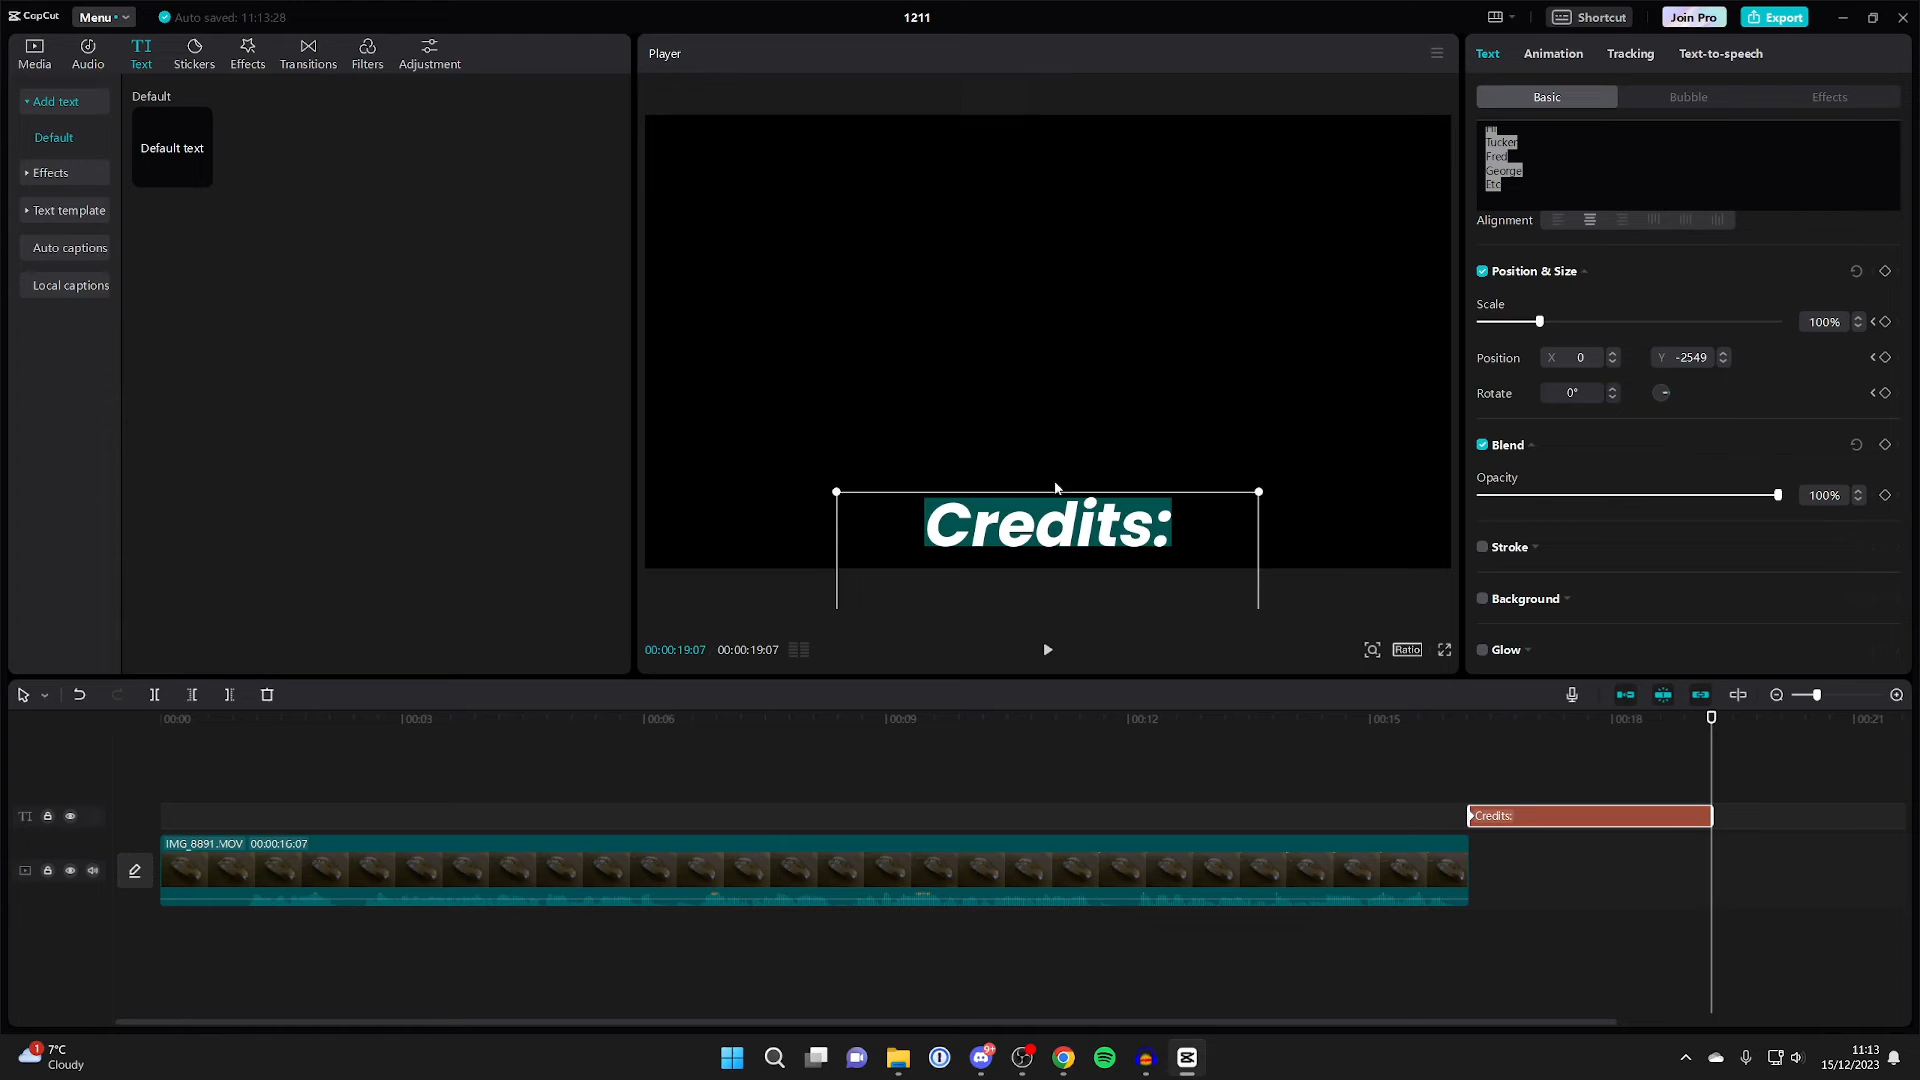 CapCut
Menu
Auto saved: 11:13:28
1211
Shortcut
Join Pro
Export
Media
Audio
TI
Text
Stickers
Effects
Transitions
Filters
Adjustment
Player
Text
Animation
Tracking
Text-to-speech
Add text
Default
Effects
Text template
Auto captions
Local captions
Default
Default text
Basic
Bubble
Effects
Tucker
Fred
George
Etc
Alignment
Position & Size
Scale
100%
Position
X 0
Y -2549
Rotate
0°
Blend
Opacity
100%
Stroke
Background
Glow
Credits:
00:00:19:07
00:00:19:07
Ratio
00:00
00:03
00:06
00:09
00:12
00:15
00:18
00:21
TI
Credits:
IMG_8891.MOV 00:00:16:07
1
7°C
Cloudy
9+
11:13
15/12/2023